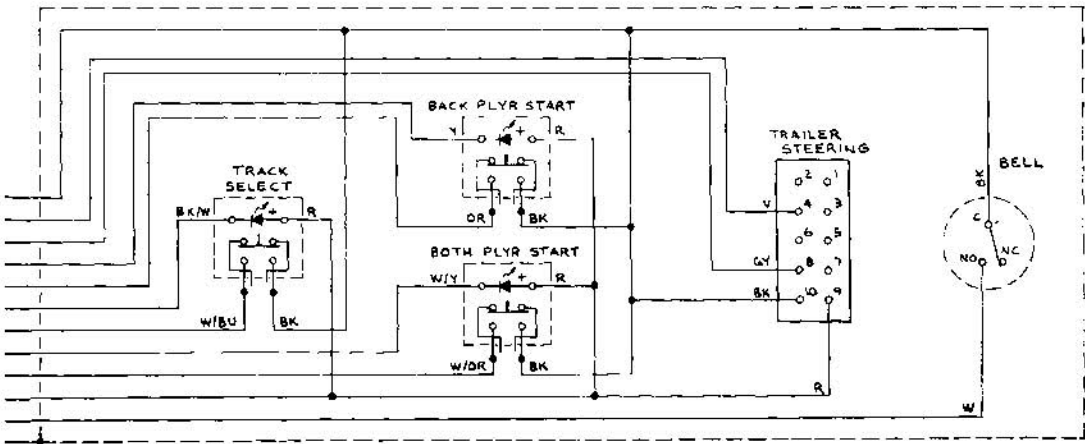 BACK PLYR START
Y + R
TRAILER
STEERING
TRACK
SELECT
2 1
BELL
BK
BK/W + R
V 4 3
OR BK
C
6 5
BOTH PLYR START
NO NC
GY 8 7
W/Y + R
BK 10 9
W/BU BK
W/OR BK
R
W